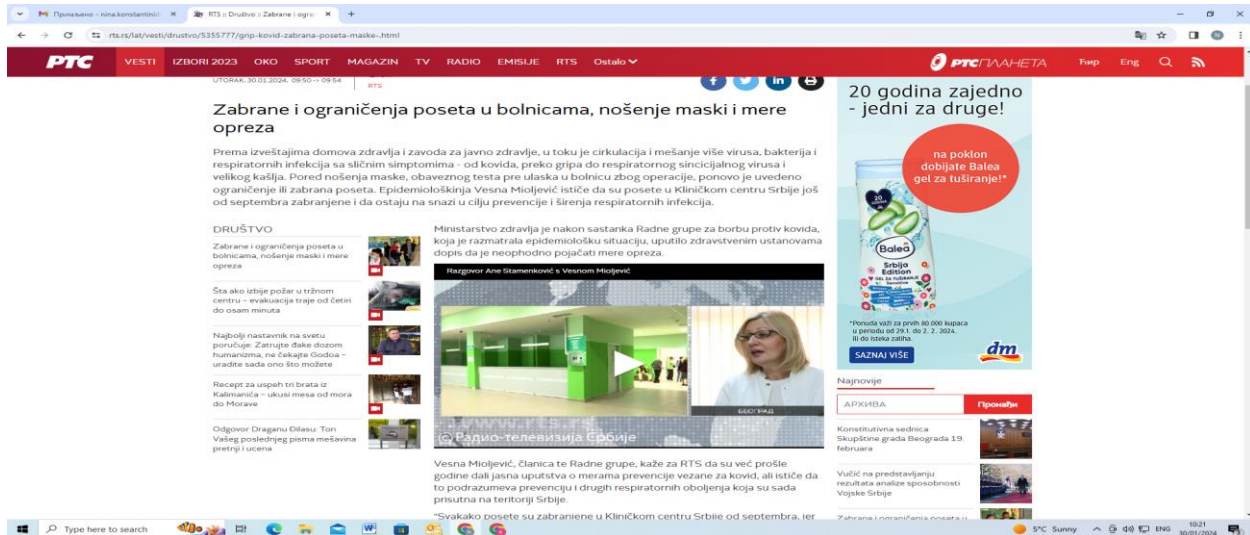 Примљено - nina.konstantinki
RTS :: Društvo :: Zabrane i ogra
rts.rs/lat/vesti/drustvo/5355777/grip-kovid-zabrana-poseta-maske-.html
РТС VESTI IZBORI 2023 OKO SPORT MAGAZIN TV RADIO EMISIJE RTS Ostalo РТС ПЛАНЕТА Ћир Eng
UTORAK, 30.01.2024, 09:50 -> 09:54
RTS
Zabrane i ograničenja poseta u bolnicama, nošenje maski i mere
opreza
Prema izveštajima domova zdravlja i zavoda za javno zdravlje, u toku je cirkulacija i mešanje više virusa, bakterija i
respiratornih infekcija sa sličnim simptomima - od kovida, preko gripa do respiratornog sincicijalnog virusa i
velikog kašlja. Pored nošenja maske, obaveznog testa pre ulaska u bolnicu zbog operacije, ponovo je uvedeno
ograničenje ili zabrana poseta. Epidemiološkinja Vesna Mioljević ističe da su posete u Kliničkom centru Srbije još
od septembra zabranjene i da ostaju na snazi u cilju prevencije i širenja respiratornih infekcija.
DRUŠTVO
Zabrane i ograničenja poseta u
bolnicama, nošenje maski i mere
opreza
Šta ako izbije požar u tržnom
centru – evakuacija traje od četiri
do osam minuta
Najbolji nastavnik na svetu
poručuje: Zatrujte đake dozom
humanizma, ne čekajte Godoa –
uradite sada ono što možete
Recept za uspeh tri brata iz
Kalimanića – ukusi mesa od mora
do Morave
Odgovor Draganu Đilasu: Ton
Vašeg poslednjeg pisma mešavina
pretnji i ucena
Ministarstvo zdravlja je nakon sastanka Radne grupe za borbu protiv kovida,
koja je razmatrala epidemiološku situaciju, uputilo zdravstvenim ustanovama
dopis da je neophodno pojačati mere opreza.
Razgovor Ane Stamenković s Vesnom Mioljević
БЕОГРАД
www.rts.rs
(c) Радио-телевизија Србије
Vesna Mioljević, članica te Radne grupe, kaže za RTS da su već prošle
godine dali jasna uputstva o merama prevencije vezane za kovid, ali ističe da
to podrazumeva prevenciju i drugih respiratornih oboljenja koja su sada
prisutna na teritoriji Srbije.
"Svakako posete su zabranjene u Kliničkom centru Srbije od septembra, jer
20 godina zajedno
- jedni za druge!
na poklon
dobijate Balea
gel za tuširanje!*
Balea
Srbija
Edition
*Ponuda važi za prvih 80.000 kupaca
u periodu od 29.1. do 2. 2. 2024.
ili do isteka zaliha.
SAZNAJ VIŠE
dm
Najnovije
АРХИВА Пронађи
Konstitutivna sednica
Skupštine grada Beograda 19.
februara
Vučić na predstavljanju
rezultata analize sposobnosti
Vojske Srbije
Zabrane i ograničenja poseta u
Type here to search
5°C Sunny ENG 10:21
30/01/2024